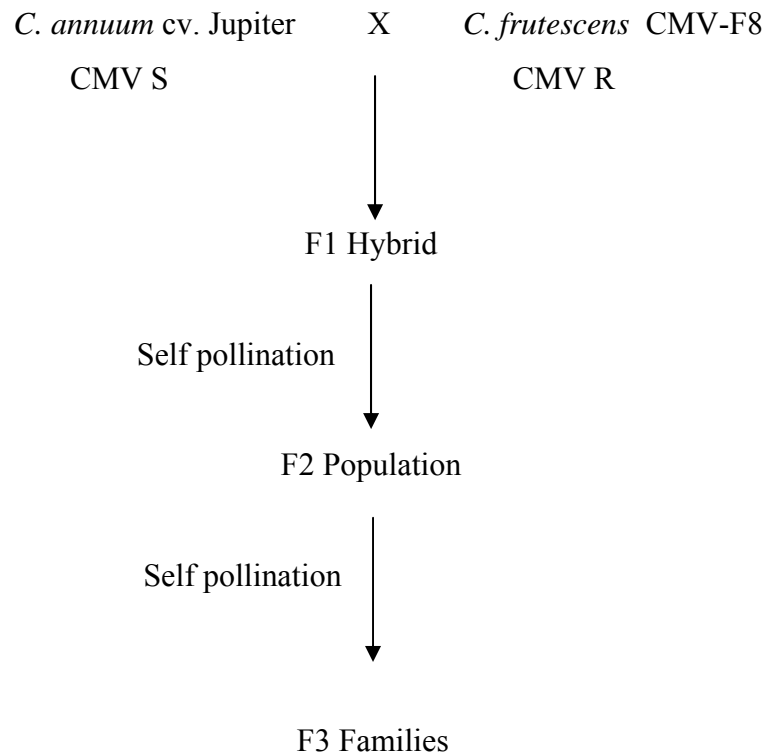 C. annuum cv. Jupiter X C. frutescens CMV-F8
CMV S CMV R
F1 Hybrid
Self pollination
F2 Population
Self pollination
F3 Families